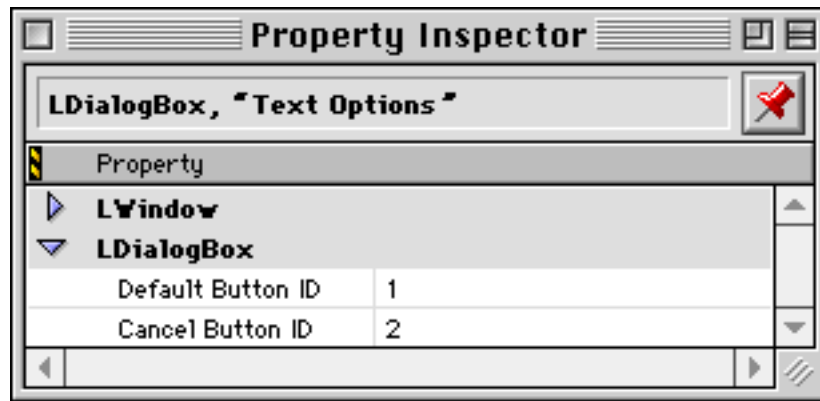 Property Inspector
LDialogBox, "Text Options"
Property
LWindow
LDialogBox
Default Button ID 1
Cancel Button ID 2